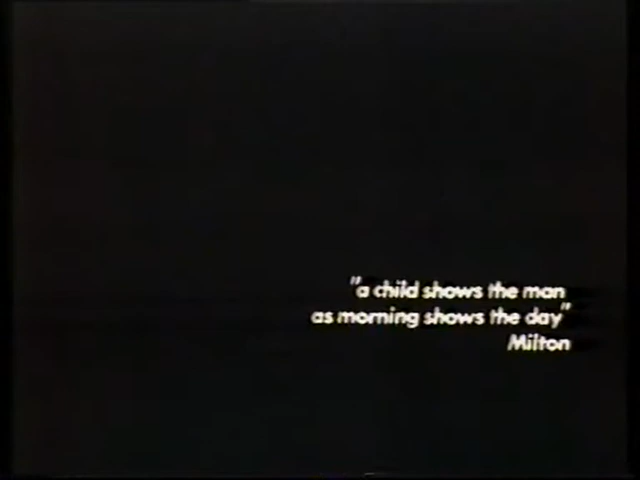 "a child shows the man
as morning shows the day"
Milton